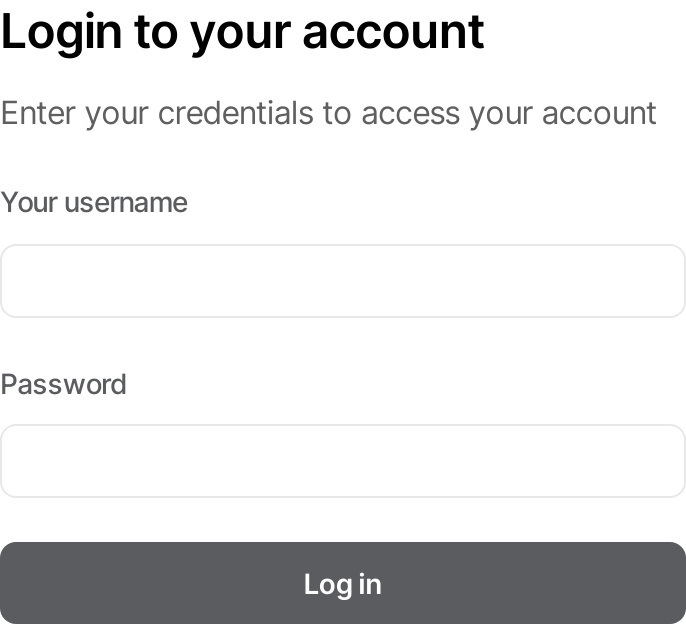 Login to your account
Enter your credentials to access your account
Your username
Password
Log in